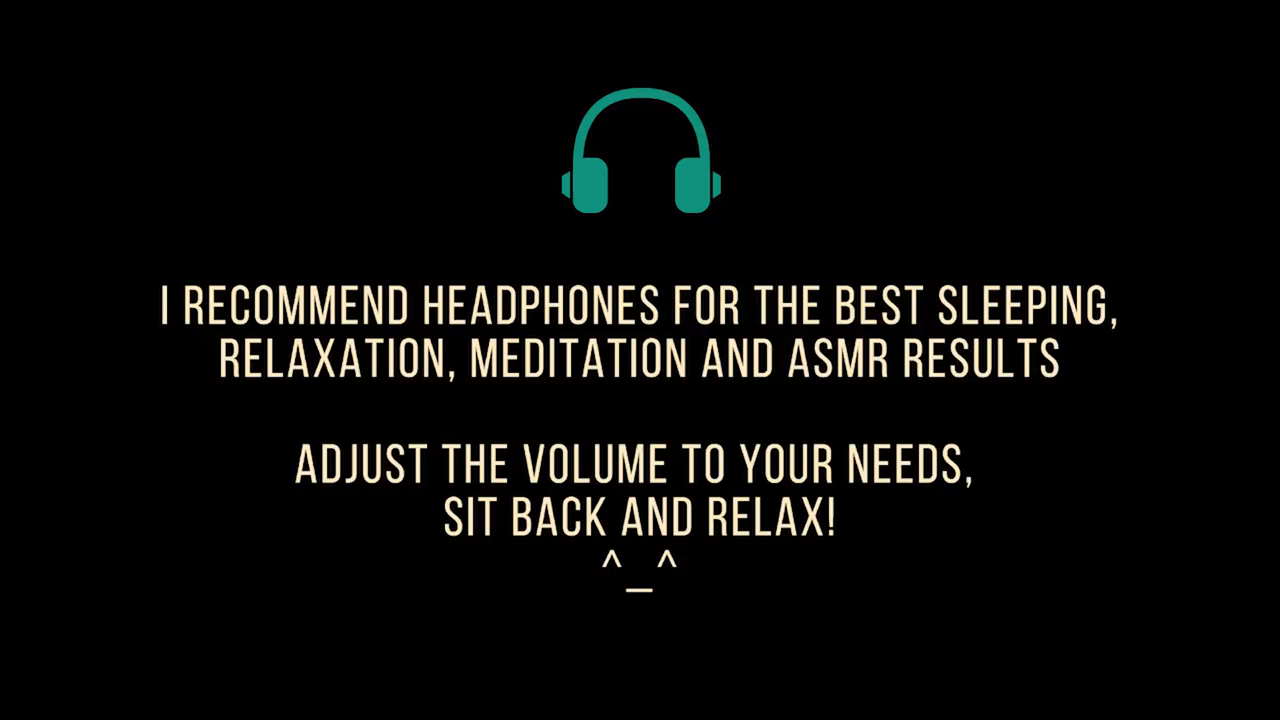 I RECOMMEND HEADPHONES FOR THE BEST SLEEPING,
RELAXATION, MEDITATION AND ASMR RESULTS
ADJUST THE VOLUME TO YOUR NEEDS,
SIT BACK AND RELAX!
^_^